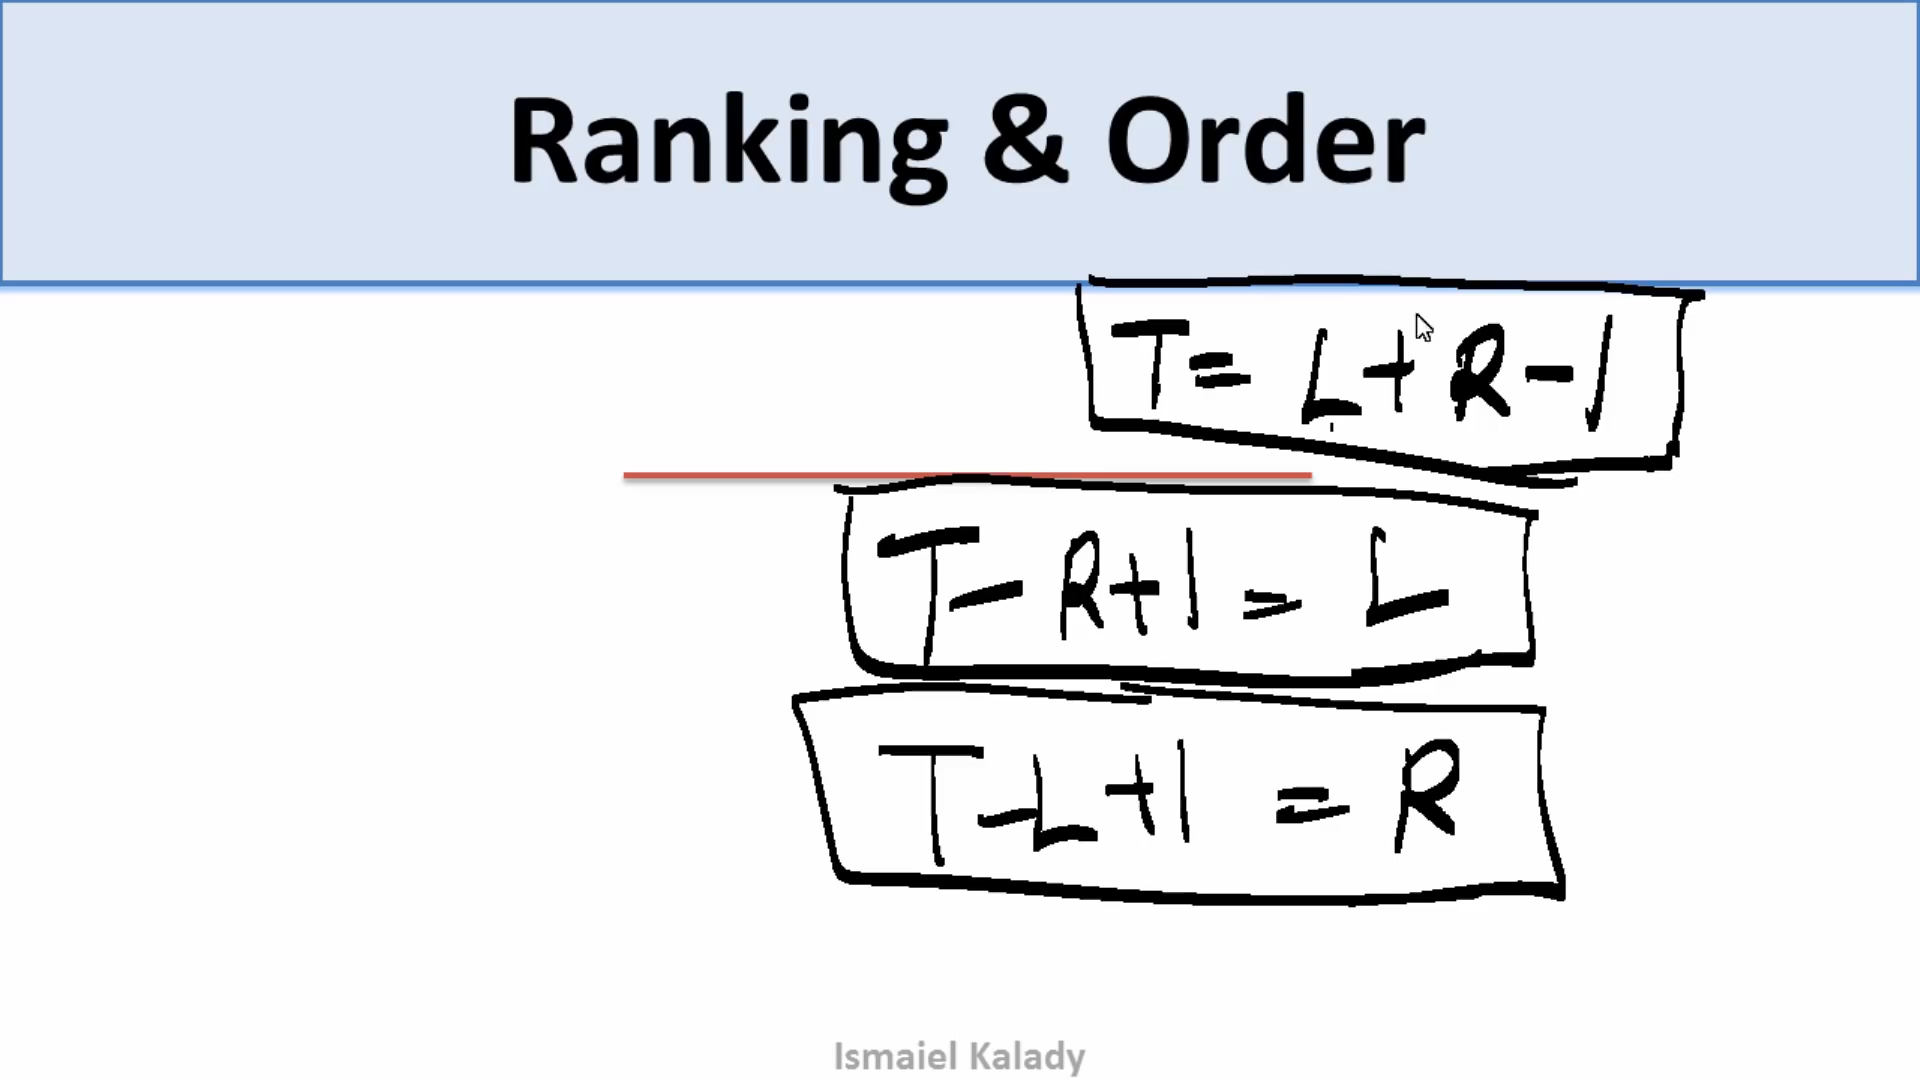 Ranking & Order
T = L + R - 1
T - R + 1 = L
T - L + 1 = R
Ismaiel Kalady